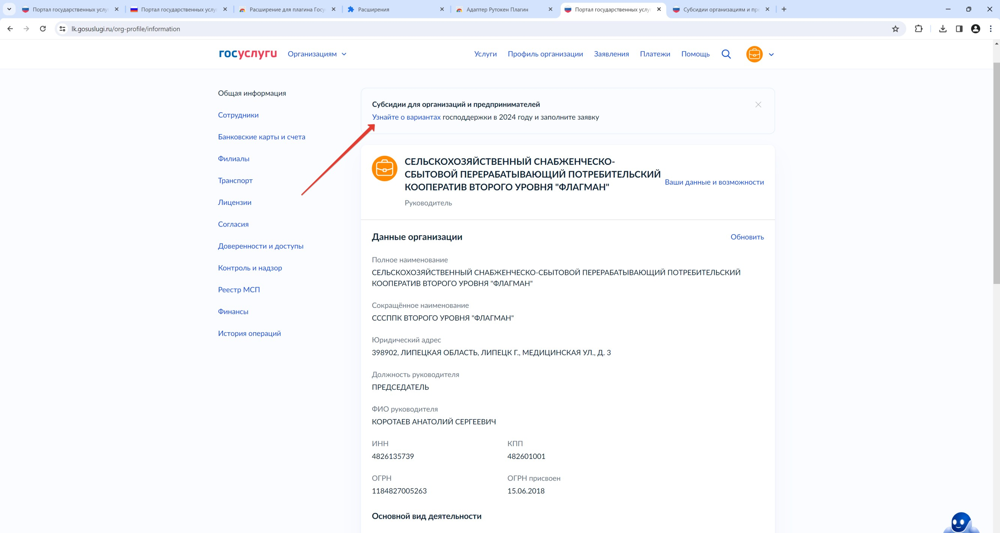 Портал государственных услу
Портал государственных услу
Расширение для плагина Госу
Расширения
Адаптер Рутокен Плагин
Портал государственных услу
Субсидии организациям и пре
lk.gosuslugi.ru/org-profile/information
госуслуги
Организациям
Услуги
Профиль организации
Заявления
Платежи
Помощь
Общая информация
Сотрудники
Банковские карты и счета
Филиалы
Транспорт
Лицензии
Согласия
Доверенности и доступы
Контроль и надзор
Реестр МСП
Финансы
История операций
Субсидии для организаций и предпринимателей
Узнайте о вариантах господдержки в 2024 году и заполните заявку
СЕЛЬСКОХОЗЯЙСТВЕННЫЙ СНАБЖЕНЧЕСКО-
СБЫТОВОЙ ПЕРЕРАБАТЫВАЮЩИЙ ПОТРЕБИТЕЛЬСКИЙ
КООПЕРАТИВ ВТОРОГО УРОВНЯ "ФЛАГМАН"
Руководитель
Ваши данные и возможности
Данные организации
Обновить
Полное наименование
СЕЛЬСКОХОЗЯЙСТВЕННЫЙ СНАБЖЕНЧЕСКО-СБЫТОВОЙ ПЕРЕРАБАТЫВАЮЩИЙ ПОТРЕБИТЕЛЬСКИЙ
КООПЕРАТИВ ВТОРОГО УРОВНЯ "ФЛАГМАН"
Сокращённое наименование
СССППК ВТОРОГО УРОВНЯ "ФЛАГМАН"
Юридический адрес
398902, ЛИПЕЦКАЯ ОБЛАСТЬ, ЛИПЕЦК Г., МЕДИЦИНСКАЯ УЛ., Д. 3
Должность руководителя
ПРЕДСЕДАТЕЛЬ
ФИО руководителя
КОРОТАЕВ АНАТОЛИЙ СЕРГЕЕВИЧ
ИНН
КПП
4826135739
482601001
ОГРН
ОГРН присвоен
1184827005263
15.06.2018
Основной вид деятельности